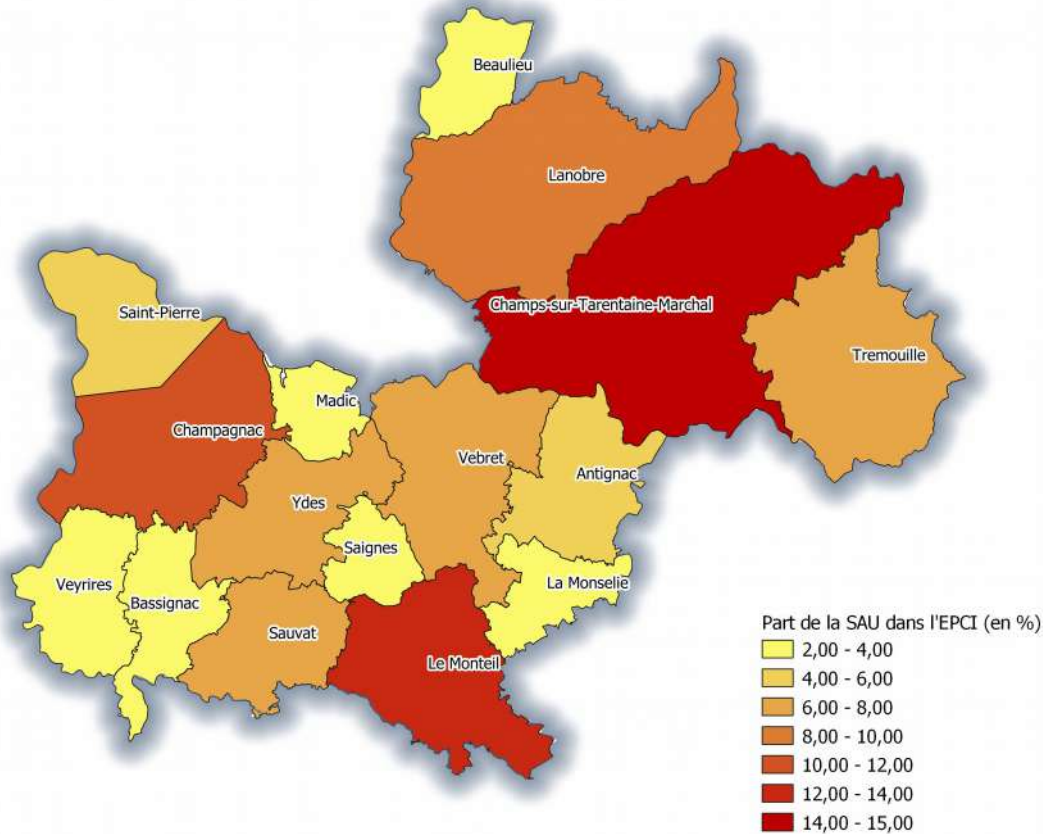 Beaulieu
Lanobre
Champs-sur-Tarentaine-Marchal
Saint-Pierre
Tremouille
Madic
Champagnac
Vebret
Antignac
Ydes
Saignes
La Monselie
Veyrires
Bassignac
Sauvat
Le Monteil
Part de la SAU dans l'EPCI (en %)
2,00 - 4,00
4,00 - 6,00
6,00 - 8,00
8,00 - 10,00
10,00 - 12,00
12,00 - 14,00
14,00 - 15,00